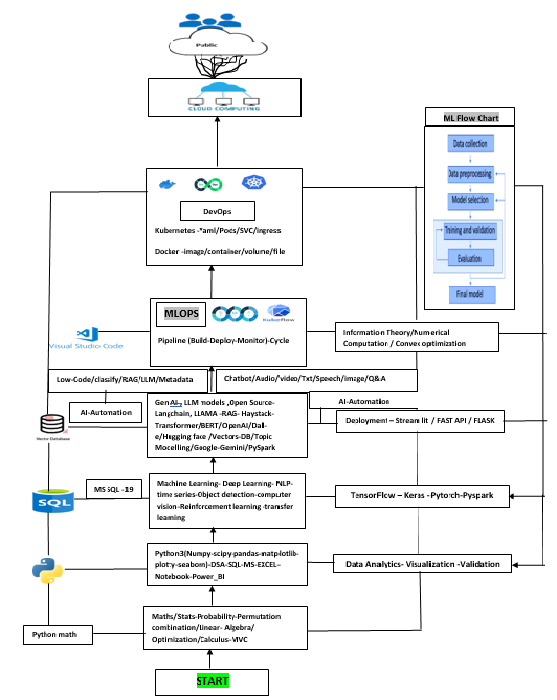 Public
CLOUD COMPUTING
ML Flow Chart
Data collection
Data preprocessing
Model selection
Training and validation
Evaluation
Final model
DevOps
Kubernetes -Yaml/Pods/SVC/Ingress
Docker -image/container/volume/file
MLOPS
Kubeflow
Pipeline (Build-Deploy-Monitor)-Cycle
Visual Studio Code
Information Theory/Numerical
Computation / Convex optimization
Low-Code/classify/RAG/LLM/Metadata
Chatbot/Audio/Video/Txt/Speech/Image/Q&A
AI-Automation
AI-Automation
Vector Database
GenAI-, LLM models ,Open Source-
Langchain, LLAMA -RAG- Haystack-
Transformer/BERT/OpenAI/Dall-
e/Hugging face /Vectors-DB/Topic
Modelling/Google-Gemini/PySpark
Deployment – Streamlit / FAST API / FLASK
SQL
MS SQL -19
Machine Learning- Deep Learning- NLP-
time series-Object detection-computer
vision-Reinforcement learning -transfer
learning
TensorFlow – Keras -Pytorch-Pyspark
Python3(Numpy-scipy-pandas-matplotlib-
plotty-seaborn)-DSA-SQL-MS-EXCEL–
Notebook-Power_BI
Data Analytics- Visualization -Validation
Python math
Maths/Stats-Probability-Permutation
combination/Linear- Algebra/
Optimization/Calculus-MVC
START